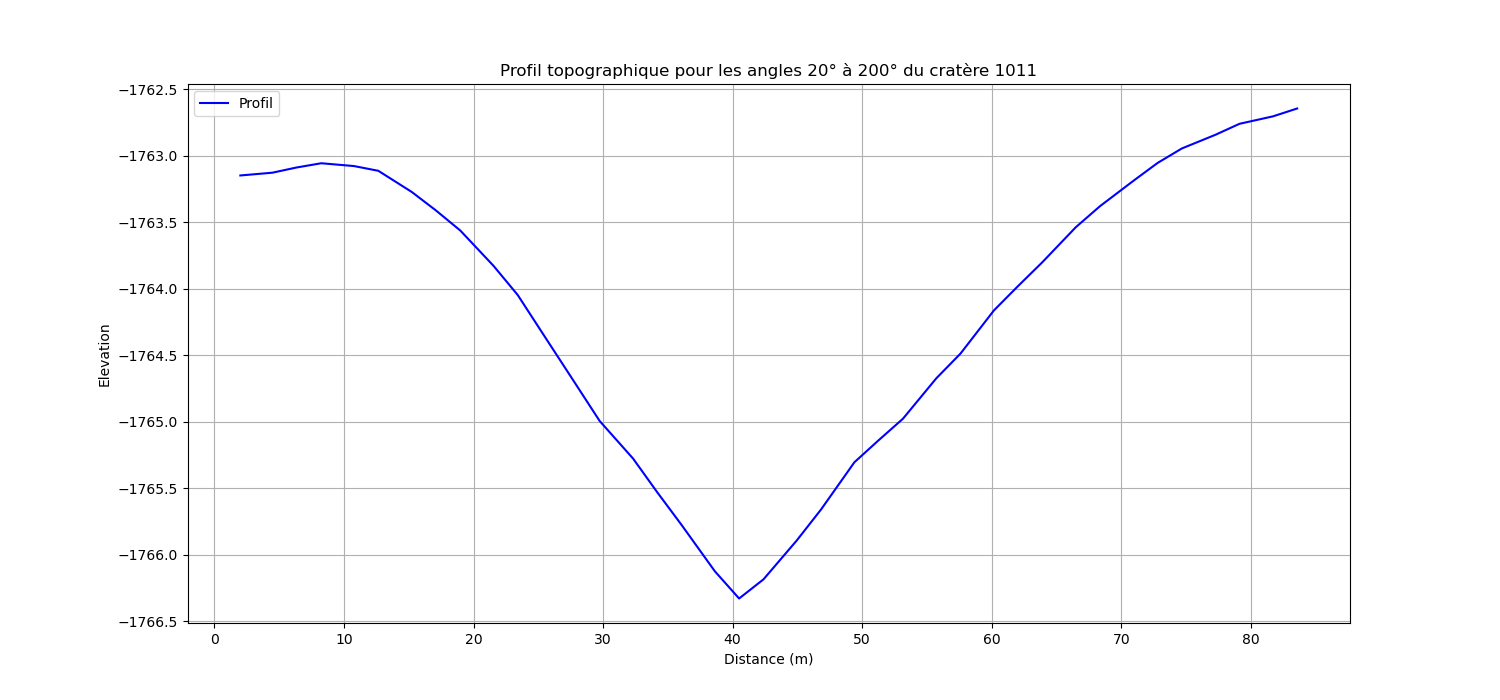 Profil topographique pour les angles 20° à 200° du cratère 1011
Profil
−1762.5
−1763.0
−1763.5
−1764.0
−1764.5
−1765.0
−1765.5
−1766.0
−1766.5
Elevation
0 10 20 30 40 50 60 70 80
Distance (m)